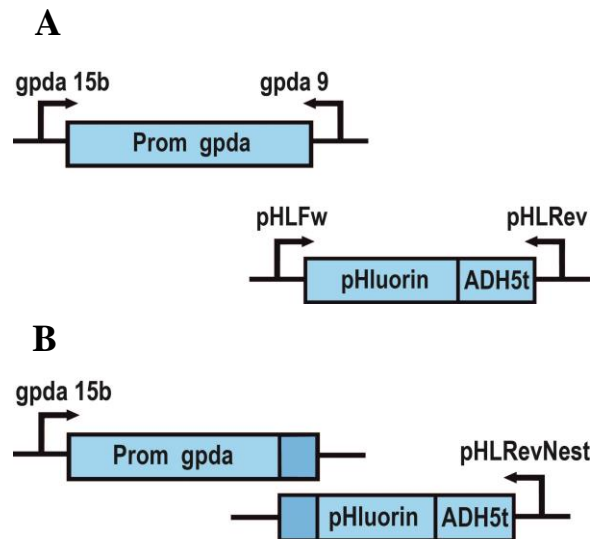 A
gpda 15b
gpda 9
Prom gpda
pHLFw
pHLRev
pHluorin
ADH5t
B
gpda 15b
Prom gpda
pHLRevNest
pHluorin
ADH5t